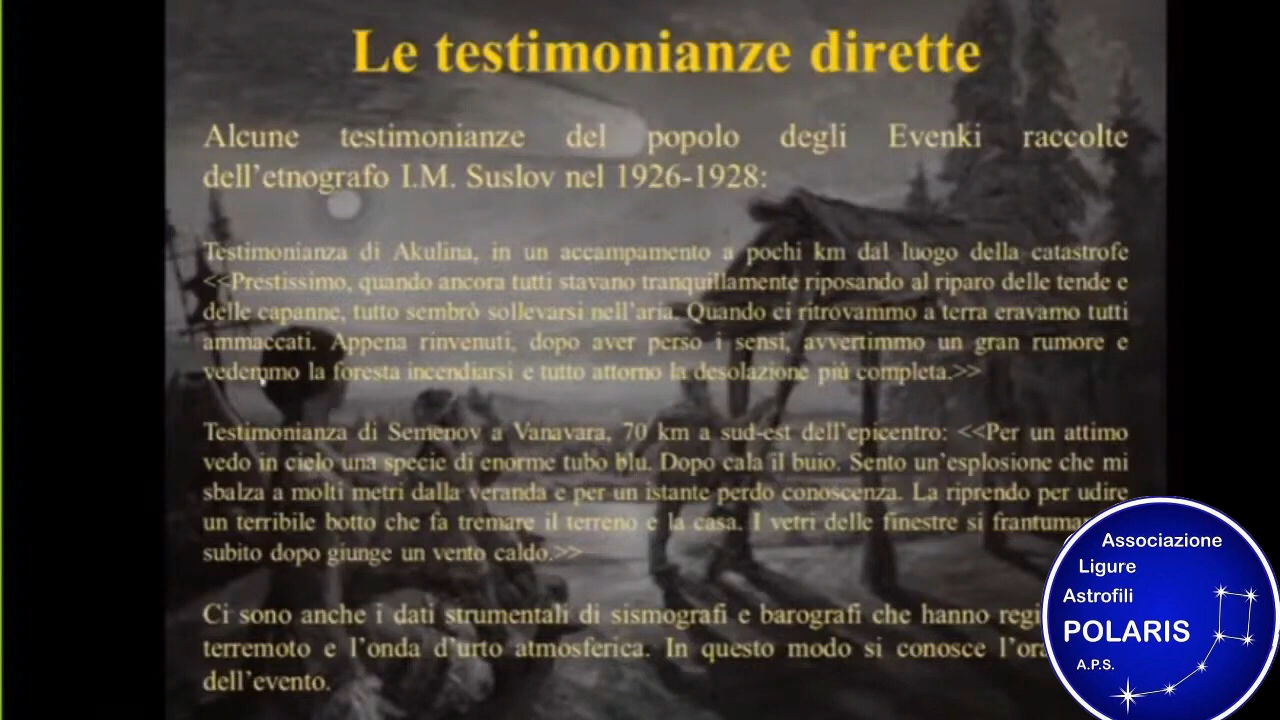 Le testimonianze dirette
Alcune testimonianze del popolo degli Evenki raccolte
dell'etnografo I.M. Suslov nel 1926-1928:
Testimonianza di Akulina, in un accampamento a pochi km dal luogo della catastrofe
<<Prestissimo, quando ancora tutti stavano tranquillamente riposando al riparo delle tende e
delle capanne, tutto sembrò sollevarsi nell'aria. Quando ci ritrovammo a terra eravamo tutti
ammaccati. Appena rinvenuti, dopo aver perso i sensi, avvertimmo un gran rumore e
vedemmo la foresta incendiarsi e tutto attorno la desolazione più completa.>>
Testimonianza di Semenov a Vanavara, 70 km a sud-est dell'epicentro: <<Per un attimo
vedo in cielo una specie di enorme tubo blu. Dopo cala il buio. Sento un'esplosione che mi
sbalza a molti metri dalla veranda e per un istante perdo conoscenza. La riprendo per udire
un terribile botto che fa tremare il terreno e la casa. I vetri delle finestre si
subito dopo giunge un vento caldo.>>
Ci sono anche i dati strumentali di sismografi e barografi che hanno
terremoto e l'onda d'urto atmosferica. In questo modo si conosce
dell'evento.
Associazione
Ligure
Astrofili
POLARIS
A.P.S.